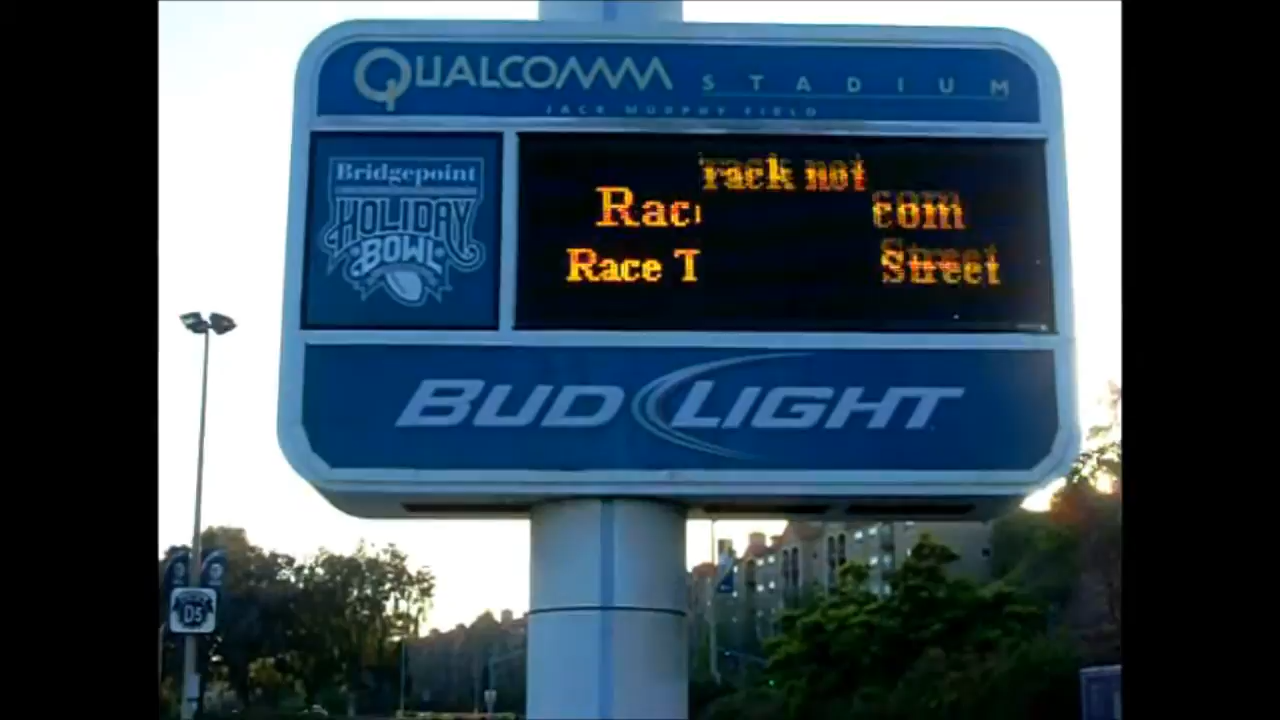 QUALCOMM STADIUM
JACK MURPHY FIELD
Bridgepoint
HOLIDAY
BOWL
rack not
Rac com
Race T Street
BUD LIGHT
D5